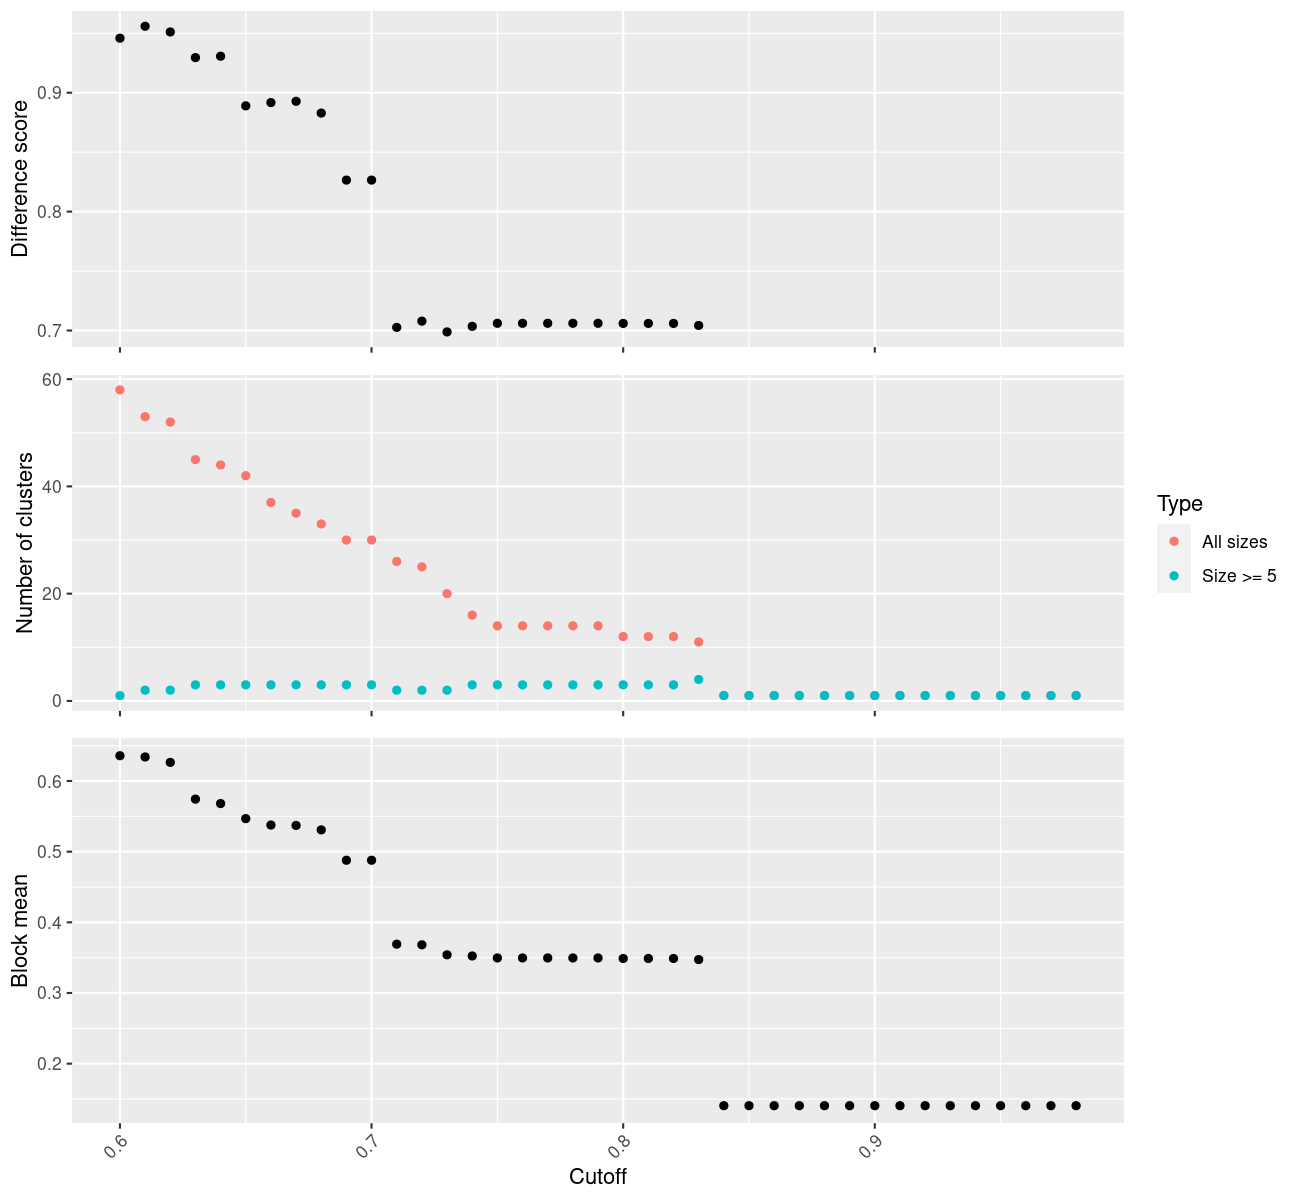 Difference score
0.9
0.8
0.7
Number of clusters
60
40
20
0
Type
All sizes
Size >= 5
Block mean
0.6
0.5
0.4
0.3
0.2
0.6
0.7
0.8
0.9
Cutoff